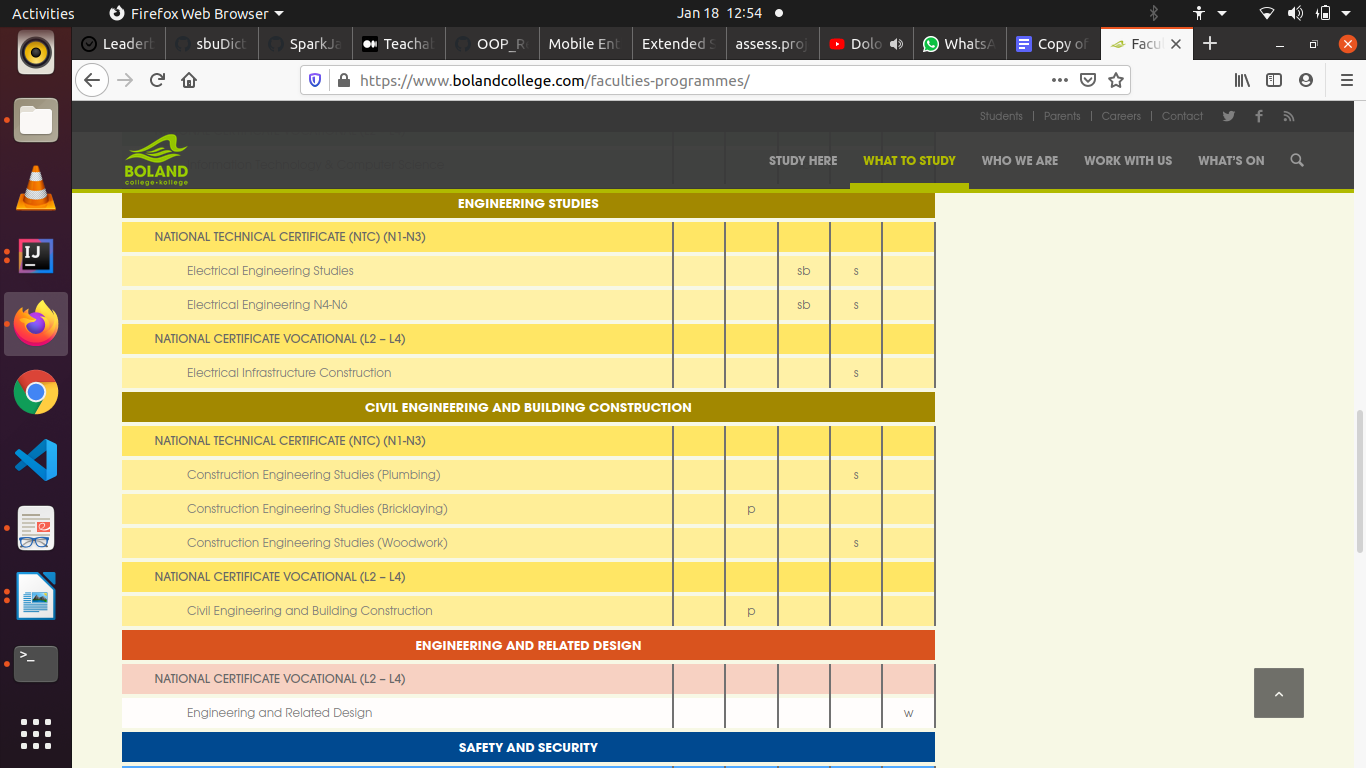 Activities Firefox Web Browser Jan 18 12:54
Leaderb sbuDict SparkJa Teachab OOP_R Mobile Ent Extended S assess.proj Dolo WhatsA Copy of Facul
https://www.bolandcollege.com/faculties-programmes/
Students | Parents | Careers | Contact
BOLAND
college-kollege
STUDY HERE WHAT TO STUDY WHO WE ARE WORK WITH US WHAT'S ON
ENGINEERING STUDIES
NATIONAL TECHNICAL CERTIFICATE (NTC) (N1-N3)
Electrical Engineering Studies sb s
Electrical Engineering N4-N6 sb s
NATIONAL CERTIFICATE VOCATIONAL (L2 – L4)
Electrical Infrastructure Construction s
CIVIL ENGINEERING AND BUILDING CONSTRUCTION
NATIONAL TECHNICAL CERTIFICATE (NTC) (N1-N3)
Construction Engineering Studies (Plumbing) s
Construction Engineering Studies (Bricklaying) p
Construction Engineering Studies (Woodwork) s
NATIONAL CERTIFICATE VOCATIONAL (L2 – L4)
Civil Engineering and Building Construction p
ENGINEERING AND RELATED DESIGN
NATIONAL CERTIFICATE VOCATIONAL (L2 – L4)
Engineering and Related Design w
SAFETY AND SECURITY